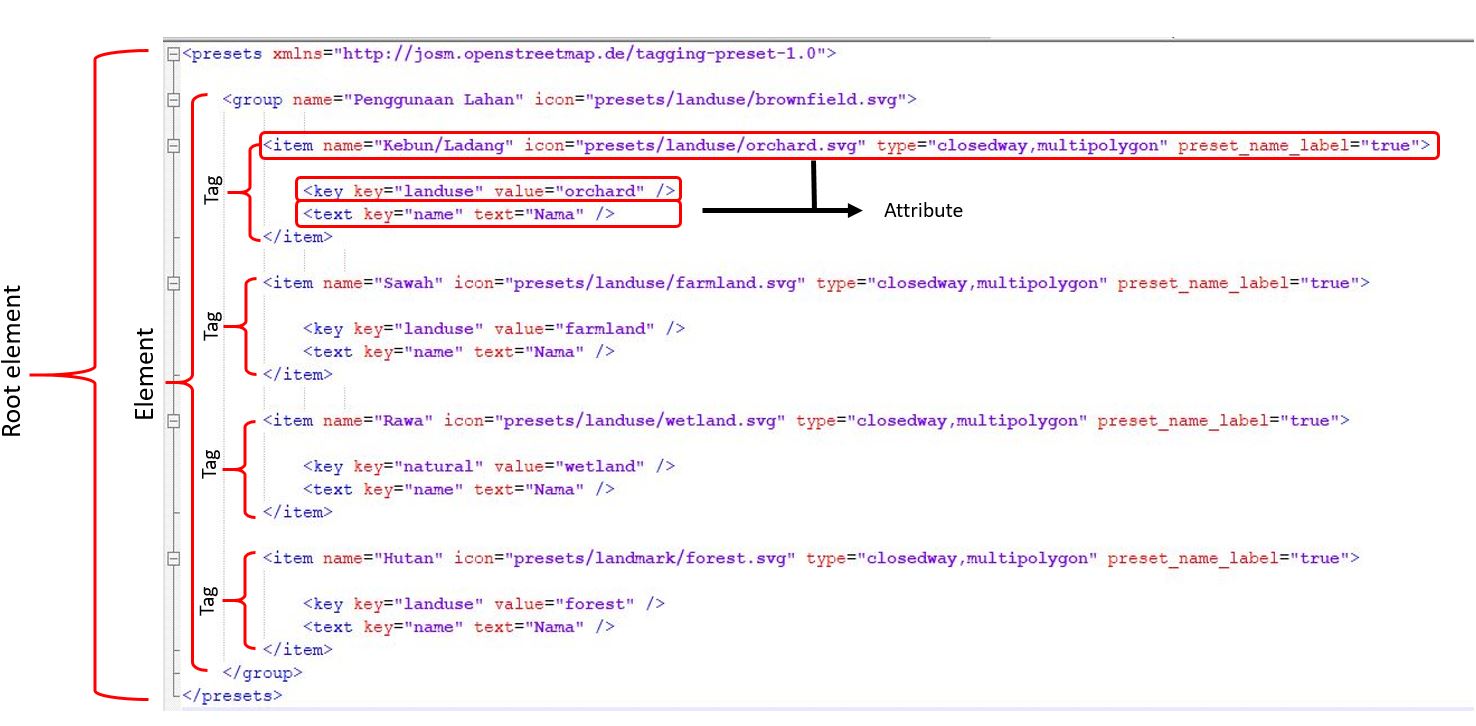 <presets xmlns="http://josm.openstreetmap.de/tagging-preset-1.0">
<group name="Penggunaan Lahan" icon="presets/landuse/brownfield.svg">
<item name="Kebun/Ladang" icon="presets/landuse/orchard.svg" type="closedway,multipolygon" preset_name_label="true">
Tag
<key key="landuse" value="orchard" />
<text key="name" text="Nama" />
Attribute
</item>
<item name="Sawah" icon="presets/landuse/farmland.svg" type="closedway,multipolygon" preset_name_label="true">
Tag
<key key="landuse" value="farmland" />
<text key="name" text="Nama" />
</item>
Root element
Element
<item name="Rawa" icon="presets/landuse/wetland.svg" type="closedway,multipolygon" preset_name_label="true">
Tag
<key key="natural" value="wetland" />
<text key="name" text="Nama" />
</item>
<item name="Hutan" icon="presets/landmark/forest.svg" type="closedway,multipolygon" preset_name_label="true">
Tag
<key key="landuse" value="forest" />
<text key="name" text="Nama" />
</item>
</group>
</presets>